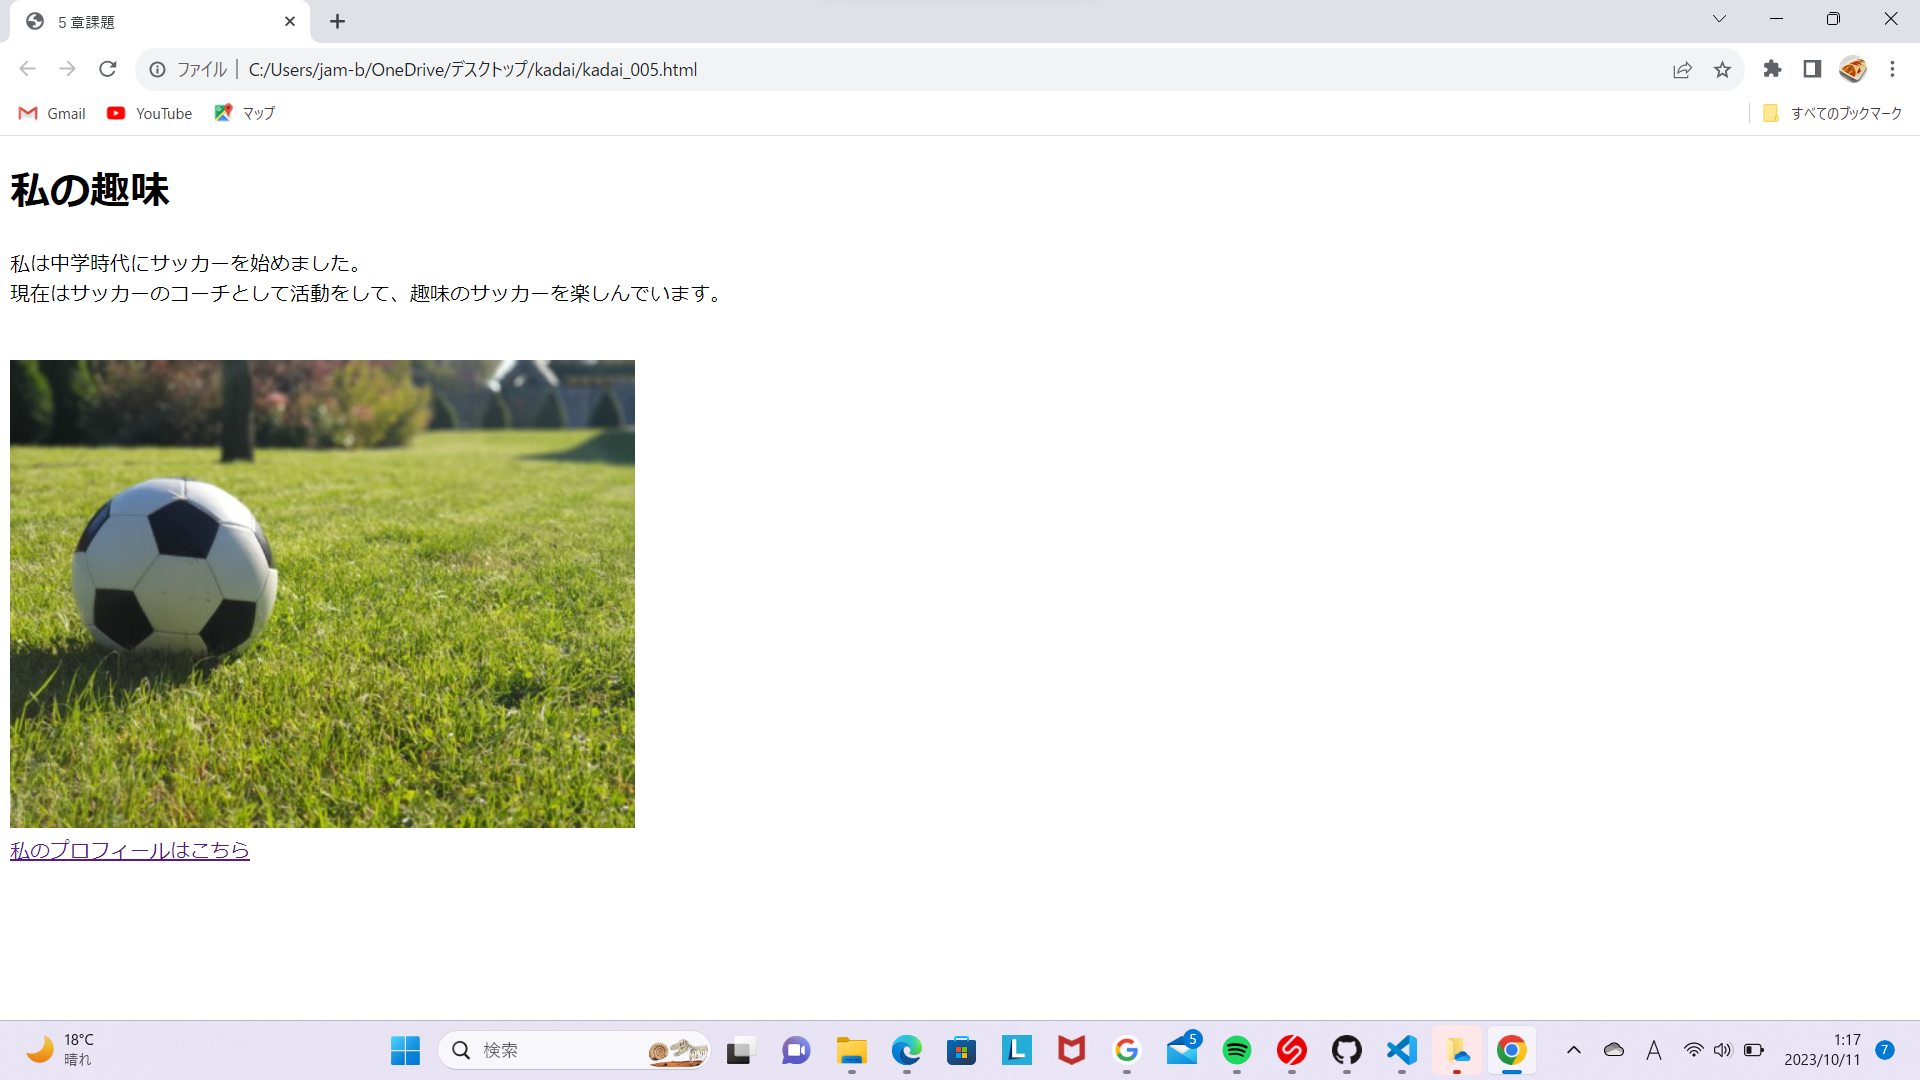 5 章課題
ファイル
C:/Users/jam-b/OneDrive/デスクトップ/kadai/kadai_005.html
Gmail
YouTube
マップ
すべてのブックマーク
私の趣味
私は中学時代にサッカーを始めました。
現在はサッカーのコーチとして活動をして、趣味のサッカーを楽しんでいます。
私のプロフィールはこちら
18°C
晴れ
検索
L
G
5
A
1:17
2023/10/11
7